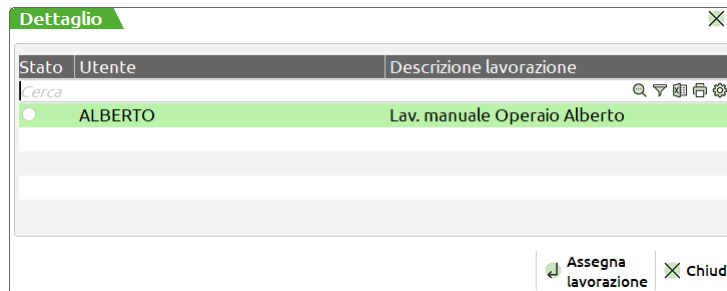 Dettaglio
Stato Utente Descrizione lavorazione
Cerca
ALBERTO Lav. manuale Operaio Alberto
Assegna
lavorazione
Chiud